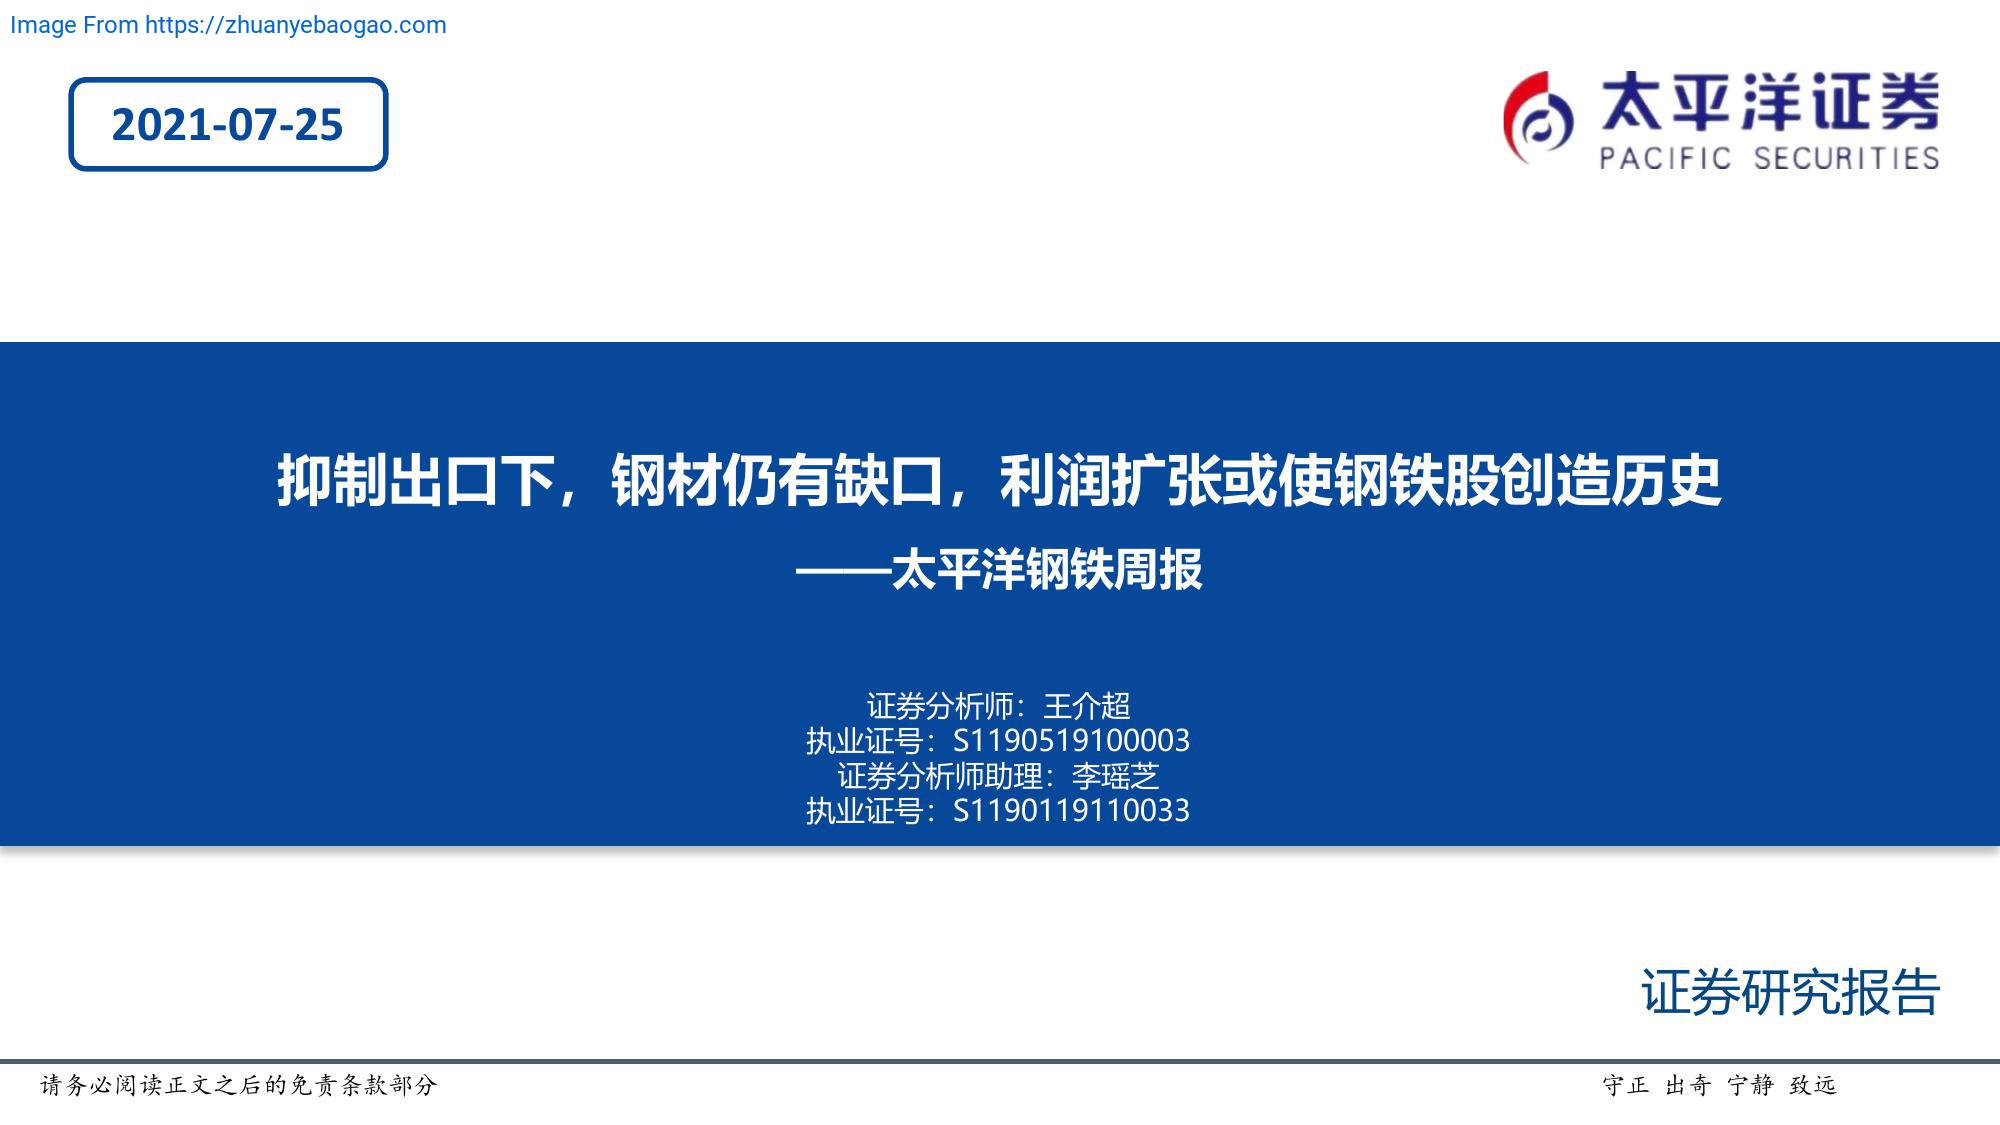 Image From https://zhuanyebaogao.com
2021-07-25
太平洋证券
PACIFIC SECURITIES
抑制出口下，钢材仍有缺口，利润扩张或使钢铁股创造历史
——太平洋钢铁周报
证券分析师：王介超
执业证号：S1190519100003
证券分析师助理：李瑶芝
执业证号：S1190119110033
证券研究报告
请务必阅读正文之后的免责条款部分
守正 出奇 宁静 致远